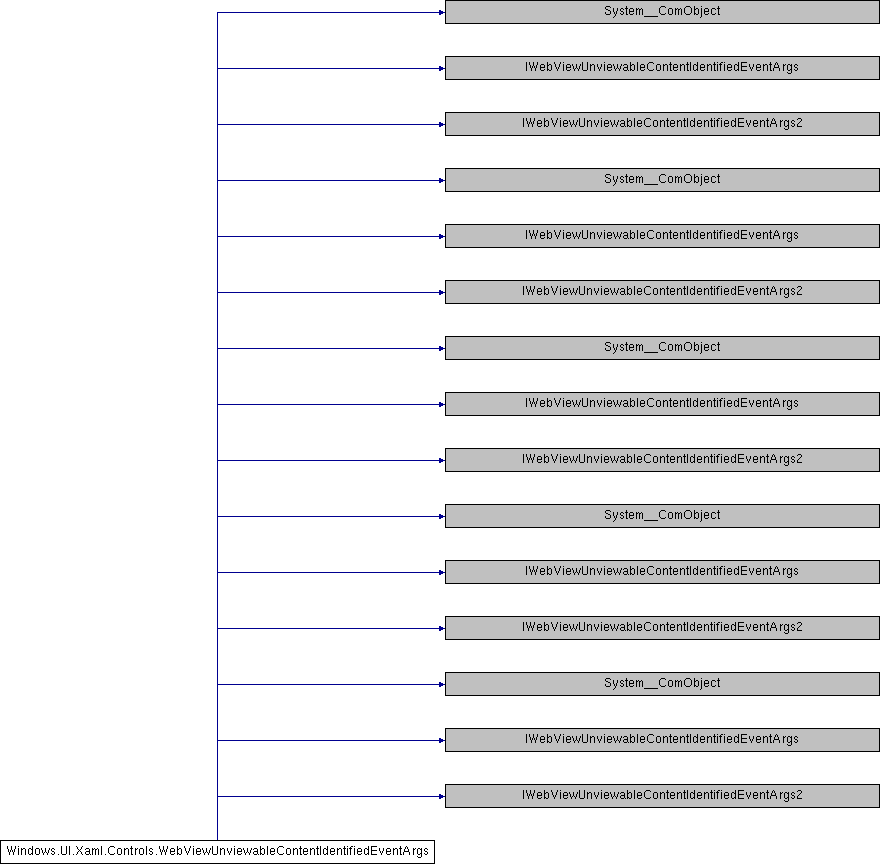 System__ComObject
IWebViewUnviewableContentIdentifiedEventArgs
IWebViewUnviewableContentIdentifiedEventArgs2
System__ComObject
IWebViewUnviewableContentIdentifiedEventArgs
IWebViewUnviewableContentIdentifiedEventArgs2
System__ComObject
IWebViewUnviewableContentIdentifiedEventArgs
IWebViewUnviewableContentIdentifiedEventArgs2
System__ComObject
IWebViewUnviewableContentIdentifiedEventArgs
IWebViewUnviewableContentIdentifiedEventArgs2
System__ComObject
IWebViewUnviewableContentIdentifiedEventArgs
IWebViewUnviewableContentIdentifiedEventArgs2
Windows.UI.Xaml.Controls.WebViewUnviewableContentIdentifiedEventArgs